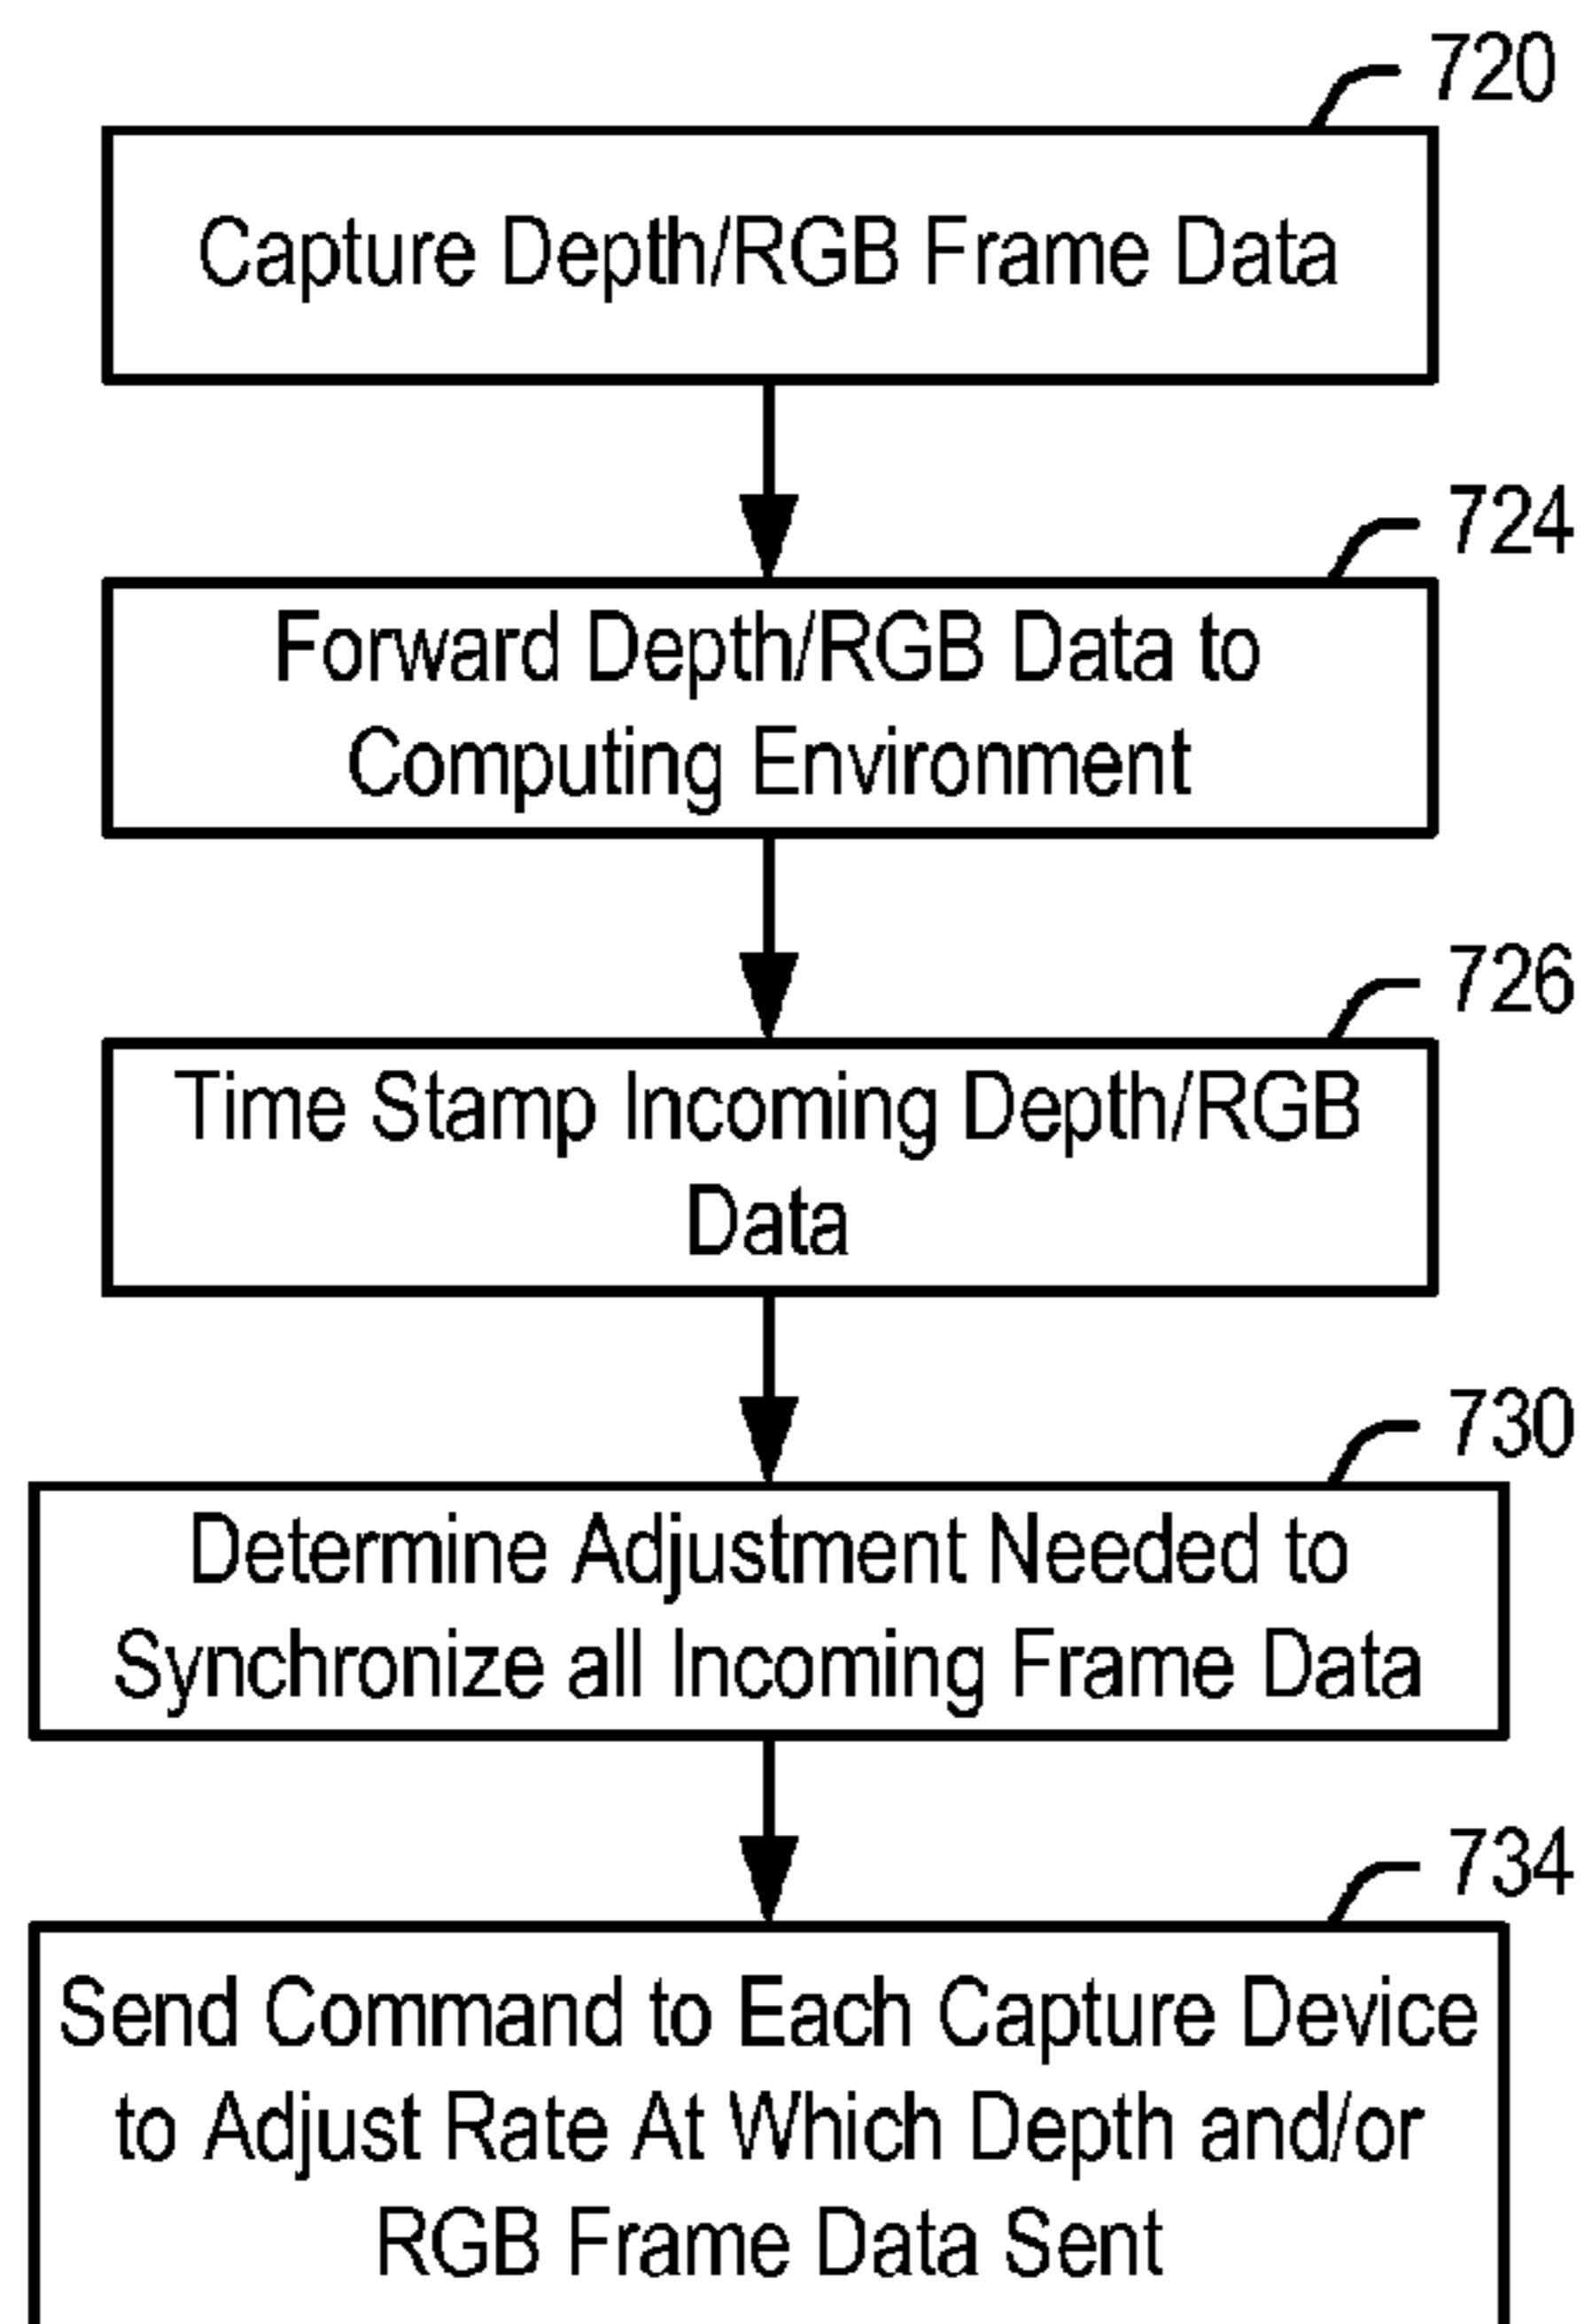 720
Capture Depth/RGB Frame Data
724
Forward Depth/RGB Data to
Computing Environment
726
Time Stamp Incoming Depth/RGB
Data
730
Determine Adjustment Needed to
Synchronize all Incoming Frame Data
734
Send Command to Each Capture Device
to Adjust Rate At Which Depth and/or
RGB Frame Data Sent